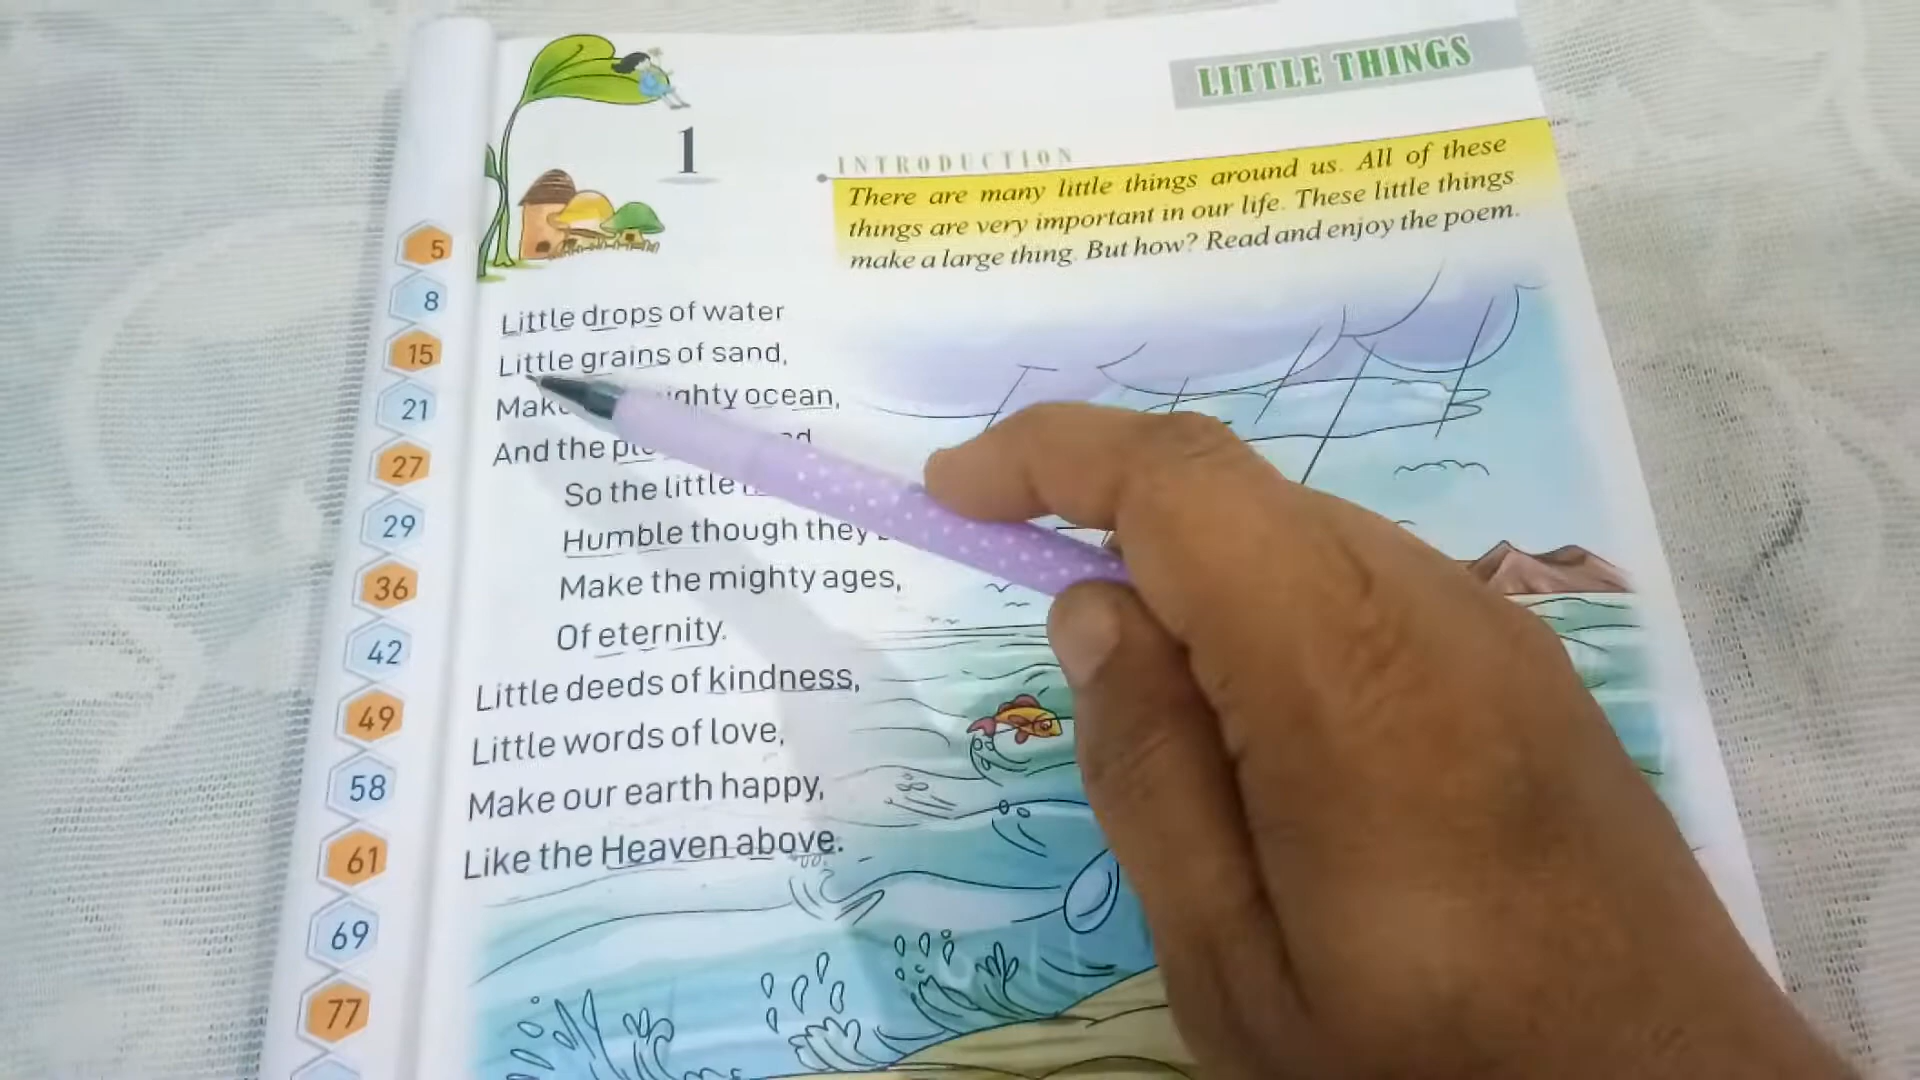 LITTLE THINGS
1
INTRODUCTION
There are many little things around us. All of these
things are very important in our life. These little things
make a large thing. But how? Read and enjoy the poem.
Little drops of water
Little grains of sand,
ocean,
And the
So the little
Humble though they
Make the mighty ages,
Of eternity.
Little deeds of kindness,
Little words of love,
Make our earth happy,
Like the Heaven above.
5
8
15
21
27
29
36
42
49
58
61
69
77